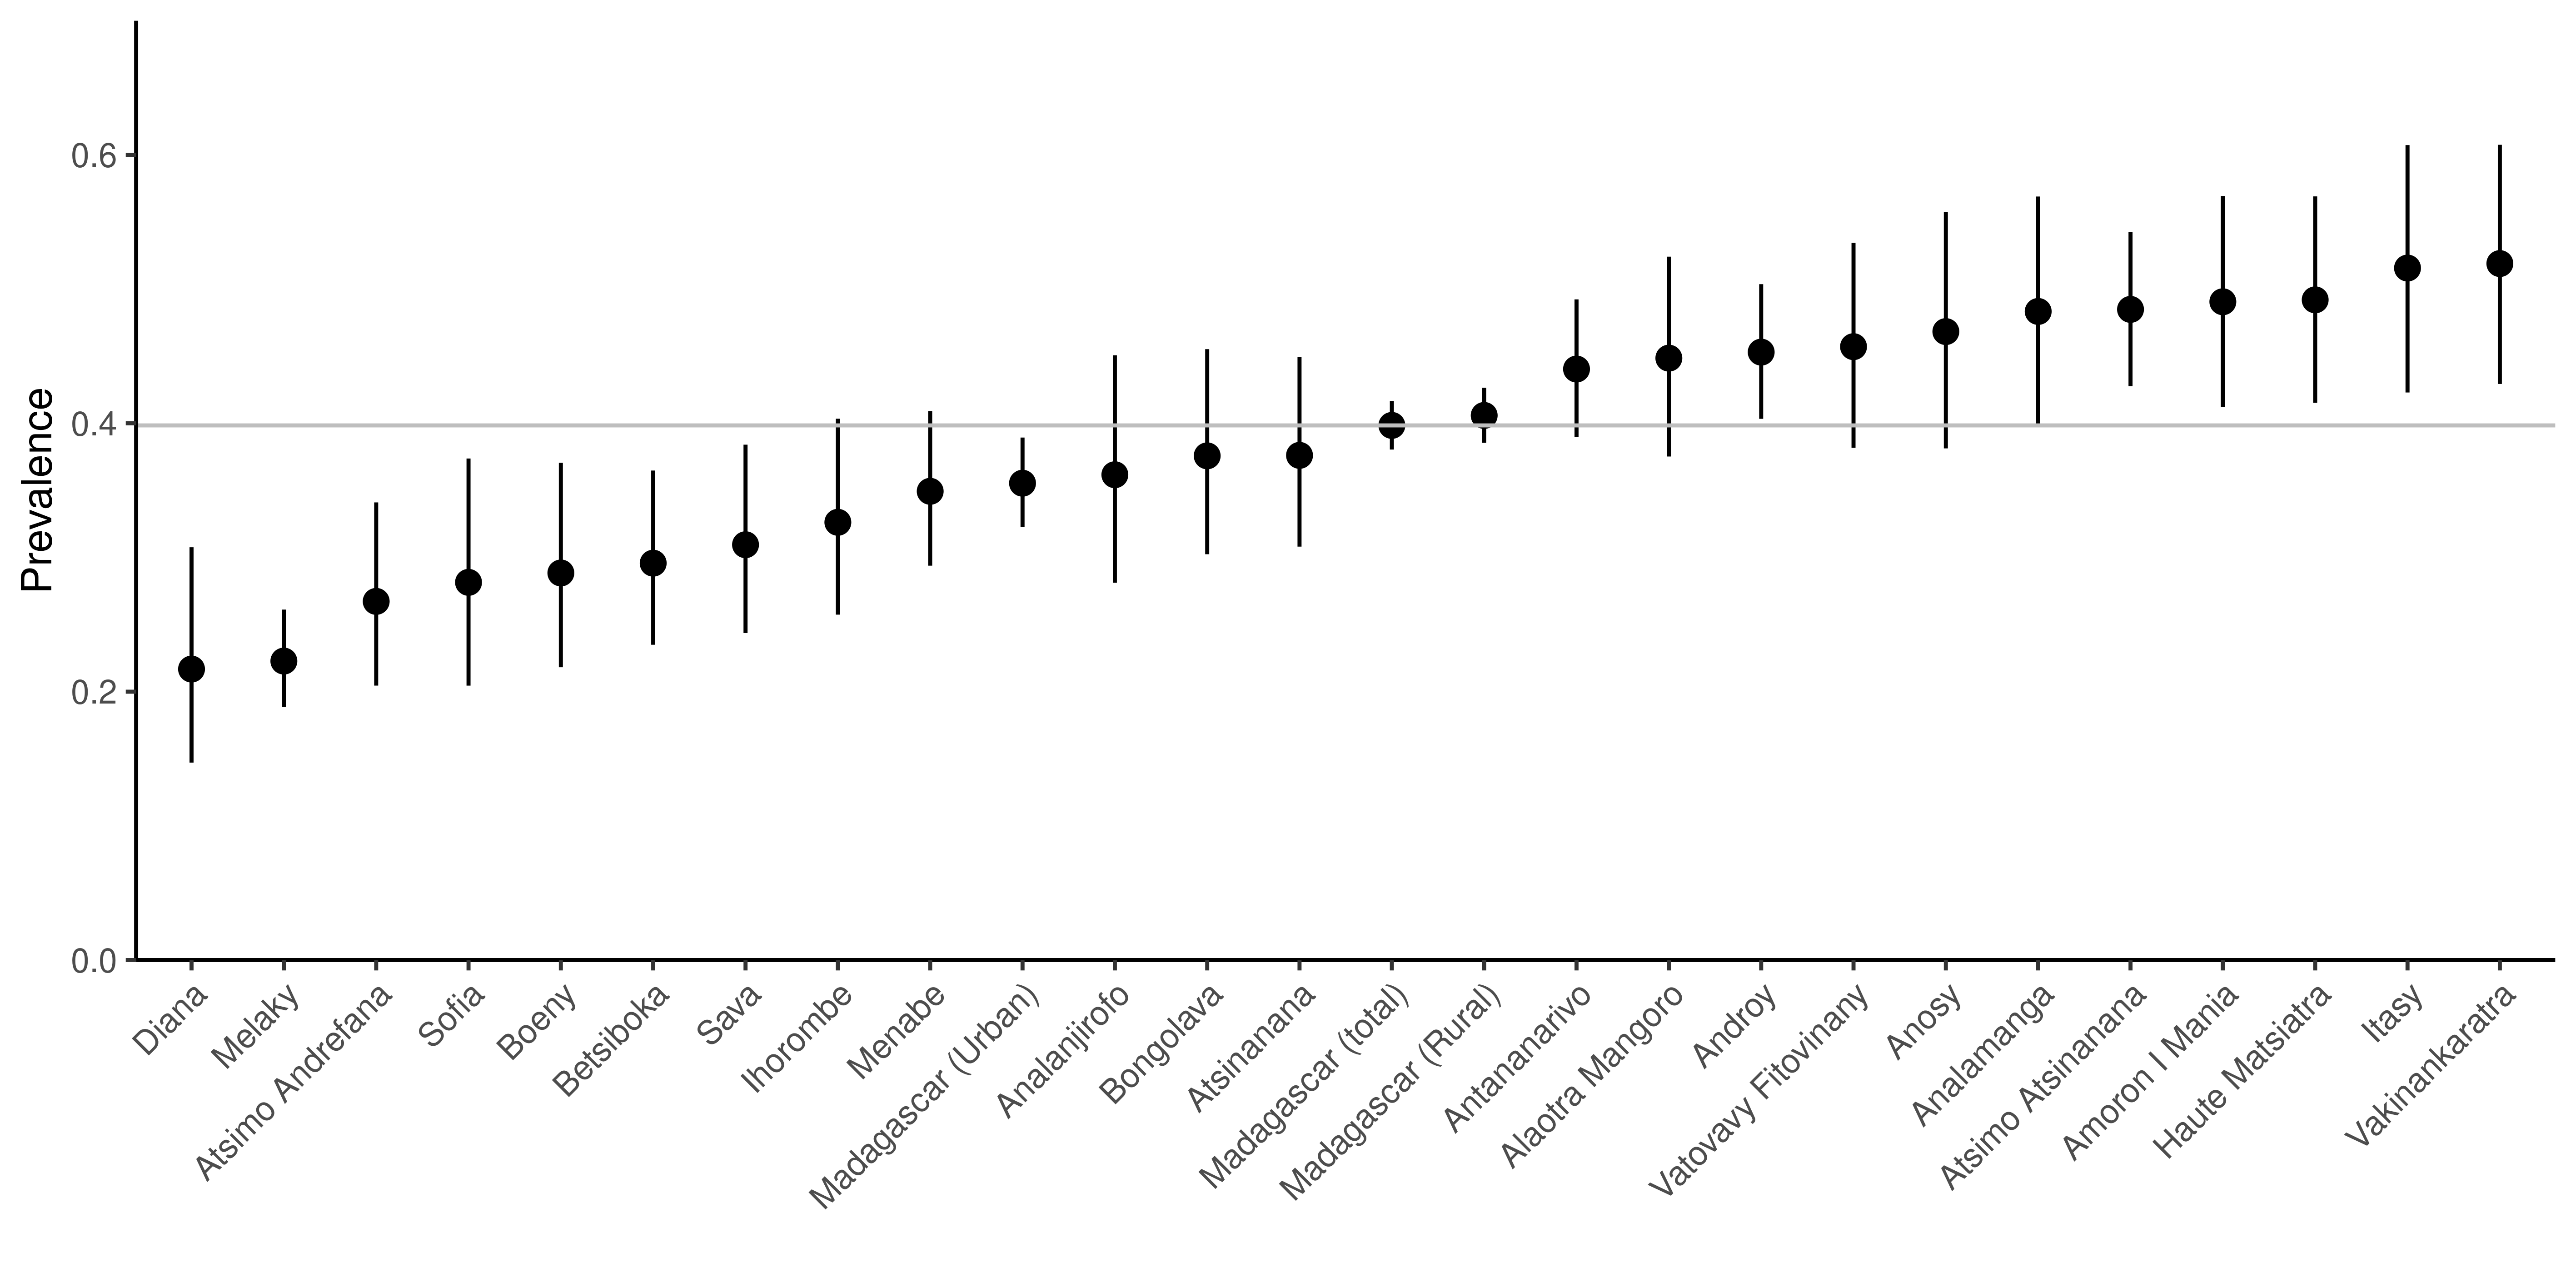 Prevalence
0.6
0.4
0.2
0.0
Diana
Melaky
Atsimo Andrefana
Sofia
Boeny
Betsiboka
Sava
Ihorombe
Menabe
Madagascar (Urban)
Analanjirofo
Bongolava
Atsinanana
Madagascar (total)
Madagascar (Rural)
Antananarivo
Alaotra Mangoro
Androy
Vatovavy Fitovinany
Anosy
Analamanga
Atsimo Atsinanana
Amoron I Mania
Haute Matsiatra
Itasy
Vakinankaratra